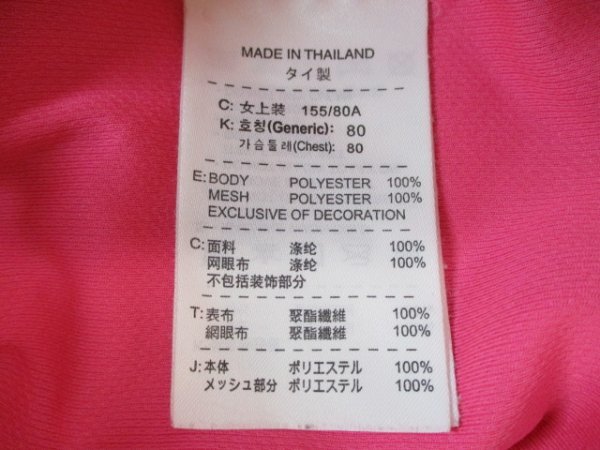 MADE IN THAILAND
タイ製
C: 女上装 155/80A
K: 호칭(Generic): 80
가슴둘레(Chest): 80
E: BODY POLYESTER 100%
MESH POLYESTER 100%
EXCLUSIVE OF DECORATION
C: 面料 涤纶 100%
网眼布 涤纶 100%
不包括装饰部分
T: 表布 聚酯纖維 100%
網眼布 聚酯纖維 100%
J: 本体 ポリエステル 100%
メッシュ部分 ポリエステル 100%